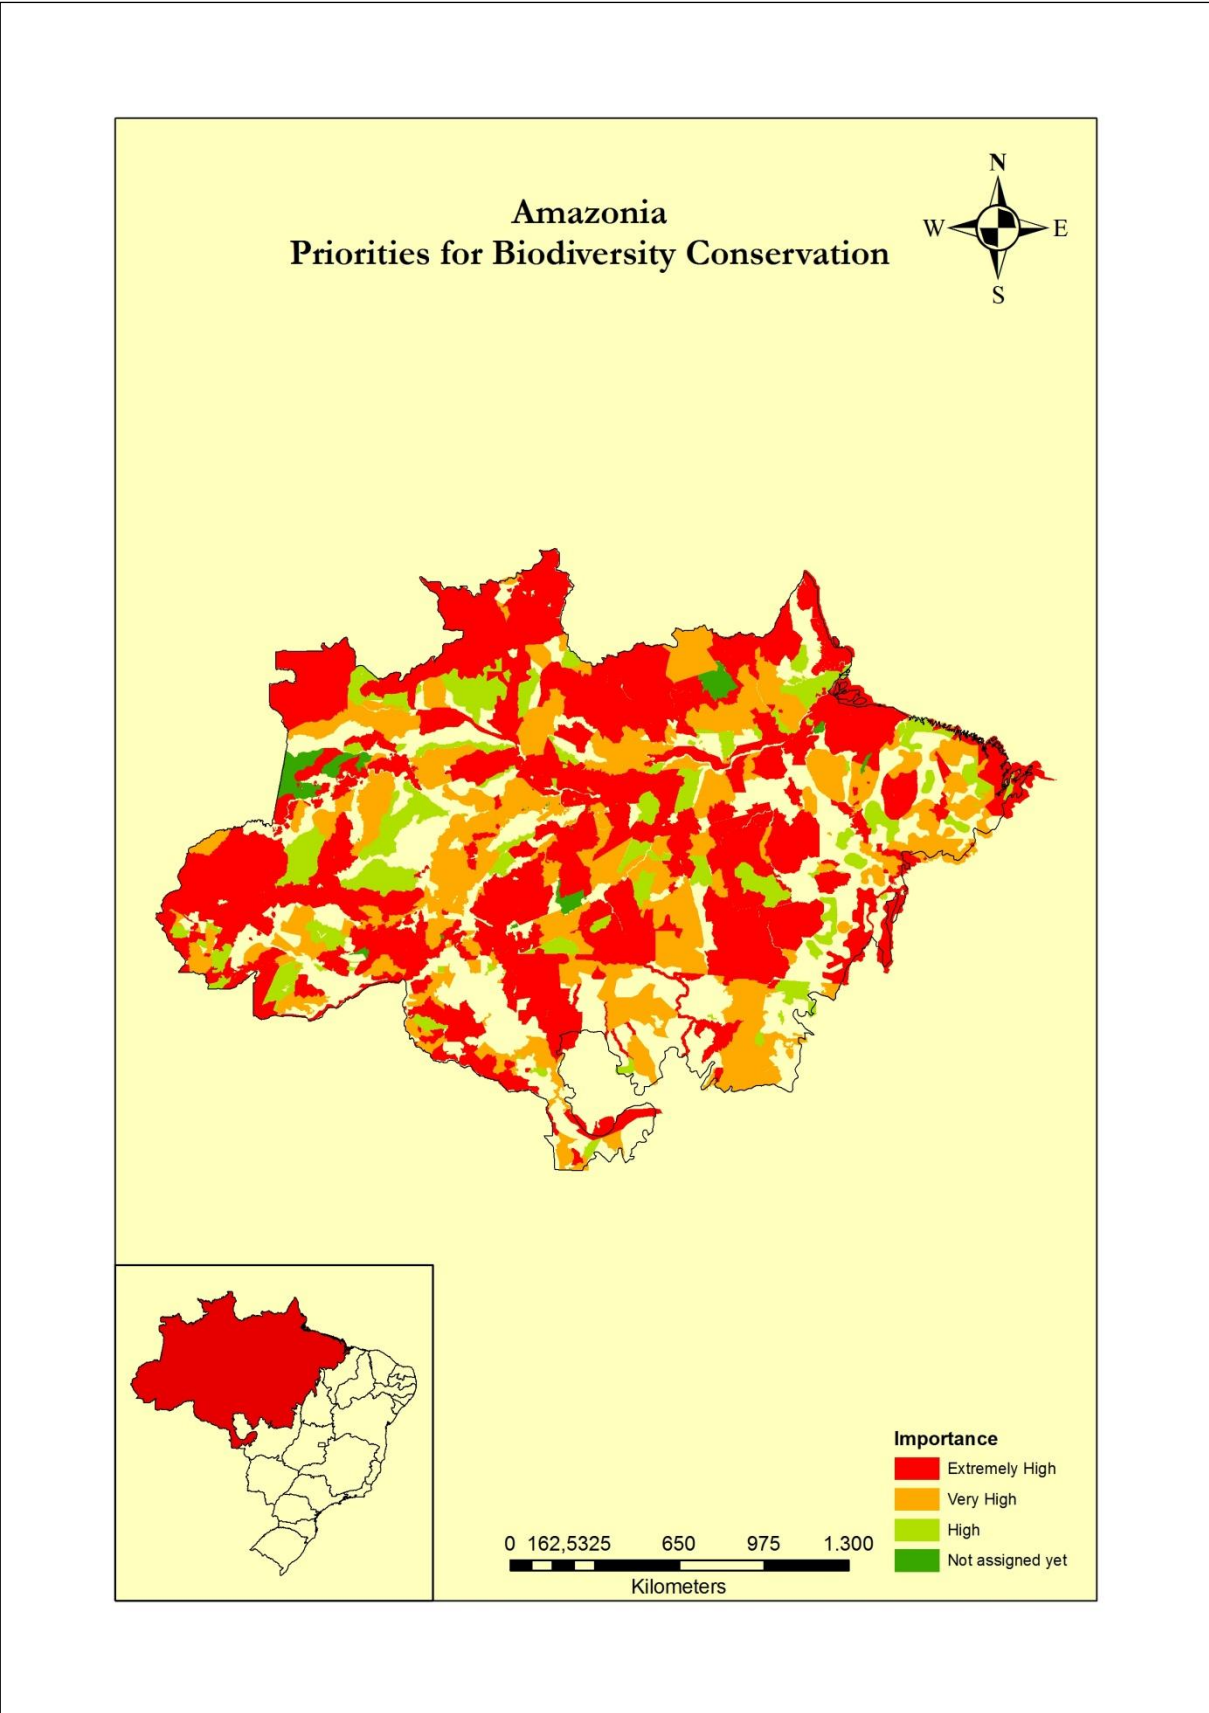 Amazonia
Priorities for Biodiversity Conservation
N
W E
S
Importance
Extremely High
Very High
High
Not assigned yet
0 162,5325 650 975 1.300
Kilometers